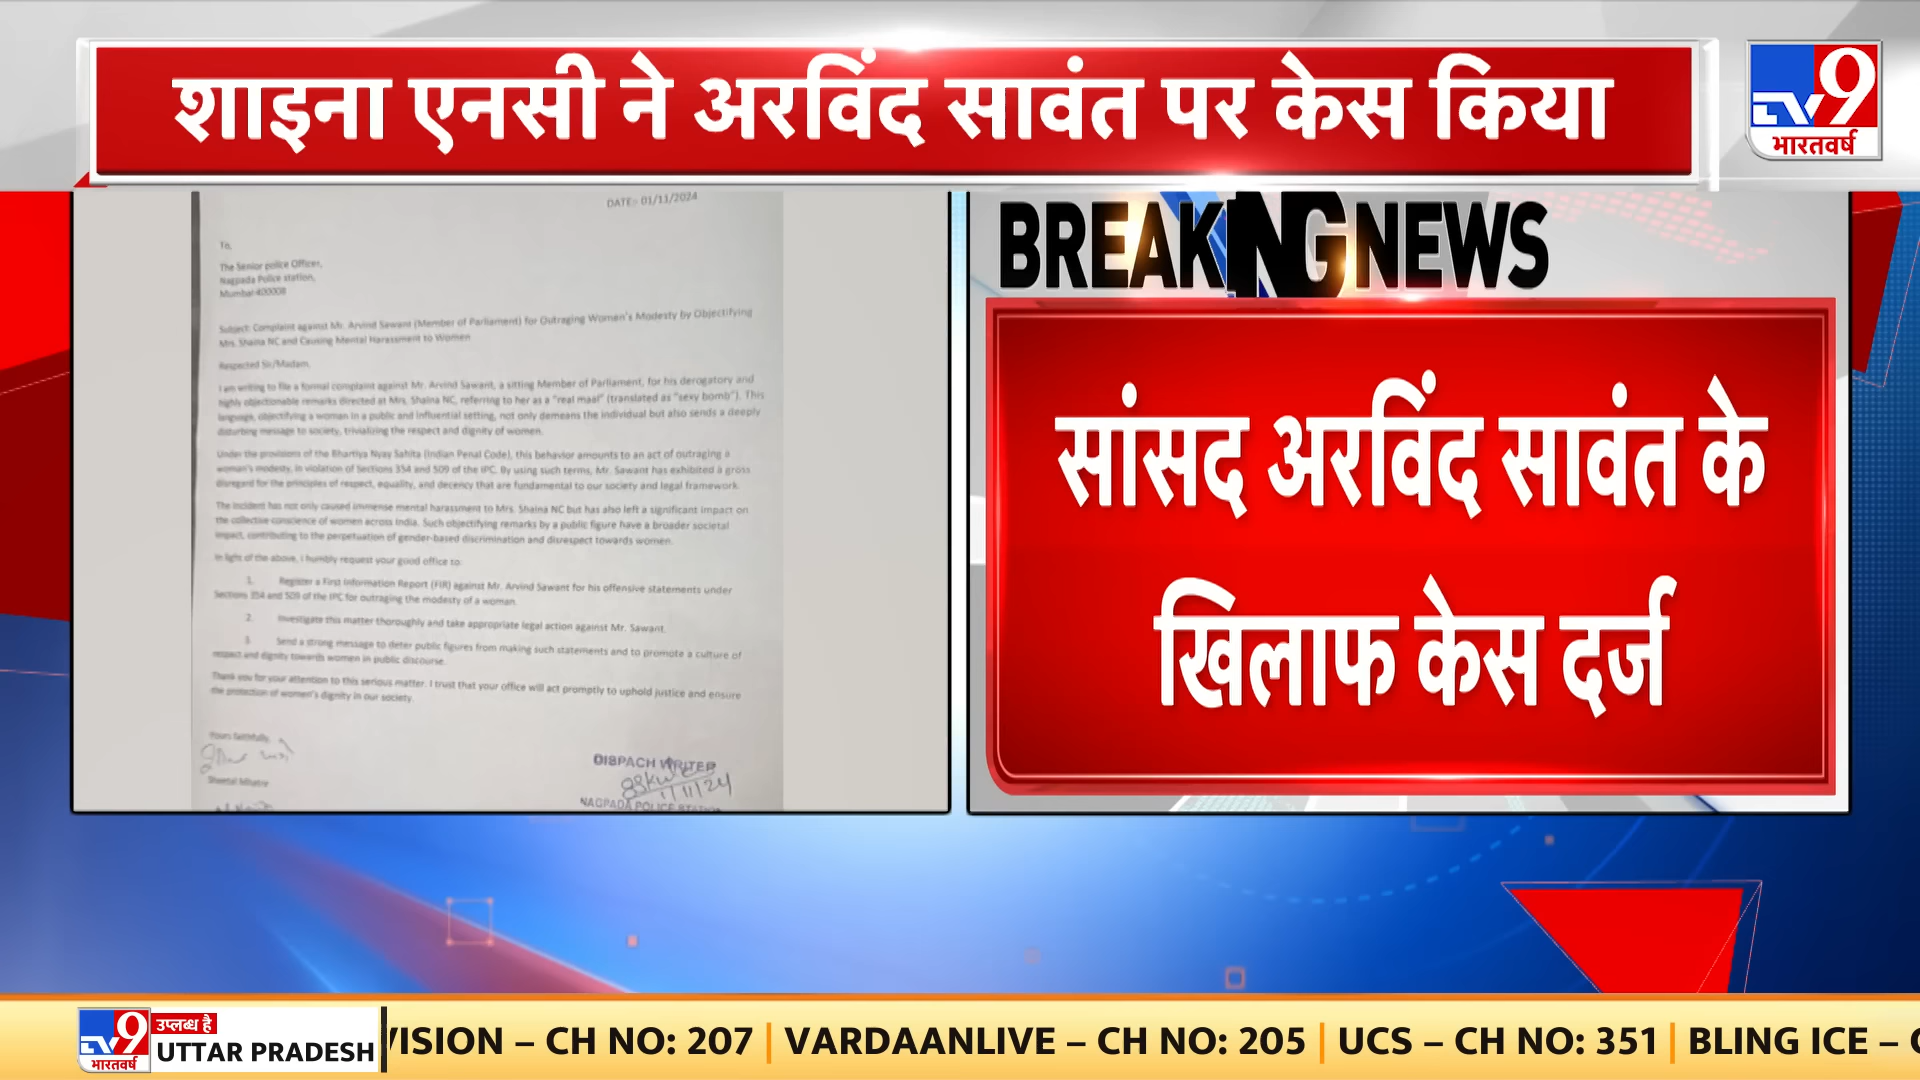 शाइना एनसी ने अरविंद सावंत पर केस किया
TV9
भारतवर्ष
DATE:- 01/11/2024
To,
The Senior police Officer,
Nagpada Police station,
Mumbai-400008
Subject: Complaint against Mr. Arvind Sawant (Member of Parliament) for Outraging Women's Modesty by Objectifying
Mrs. Shaina NC and Causing Mental Harassment to Women
Respected Sir/Madam,
I am writing to file a formal complaint against Mr. Arvind Sawant, a sitting Member of Parliament, for his derogatory and
highly objectionable remarks directed at Mrs. Shaina NC, referring to her as a "real maal" (translated as "sexy bomb"). This
language, objectifying a woman in a public and influential setting, not only demeans the individual but also sends a deeply
disturbing message to society, trivializing the respect and dignity of women.
Under the provisions of the Bhartiya Nyay Sahita (Indian Penal Code), this behavior amounts to an act of outraging a
woman's modesty, in violation of Sections 354 and 509 of the IPC. By using such terms, Mr. Sawant has exhibited a gross
disregard for the principles of respect, equality, and decency that are fundamental to our society and legal framework.
The incident has not only caused immense mental harassment to Mrs. Shaina NC but has also left a significant impact on
the collective conscience of women across India. Such objectifying remarks by a public figure have a broader societal
impact, contributing to the perpetuation of gender-based discrimination and disrespect towards women.
In light of the above, I humbly request your good office to:
1. Register a First Information Report (FIR) against Mr. Arvind Sawant for his offensive statements under
Sections 354 and 509 of the IPC for outraging the modesty of a woman.
2. Investigate this matter thoroughly and take appropriate legal action against Mr. Sawant.
3. Send a strong message to deter public figures from making such statements and to promote a culture of
respect and dignity towards women in public discourse.
Thank you for your attention to this serious matter. I trust that your office will act promptly to uphold justice and ensure
the protection of women's dignity in our society.
Yours faithfully,
Sheetal Mhatre
DISPACH WRITER
1/11/24
NAGPADA POLICE STATION
BREAKING NEWS
सांसद अरविंद सावंत के
खिलाफ केस दर्ज
TV9
भारतवर्ष
उपलब्ध है
UTTAR PRADESH
VISION – CH NO: 207 | VARDAANLIVE – CH NO: 205 | UCS – CH NO: 351 | BLING ICE –